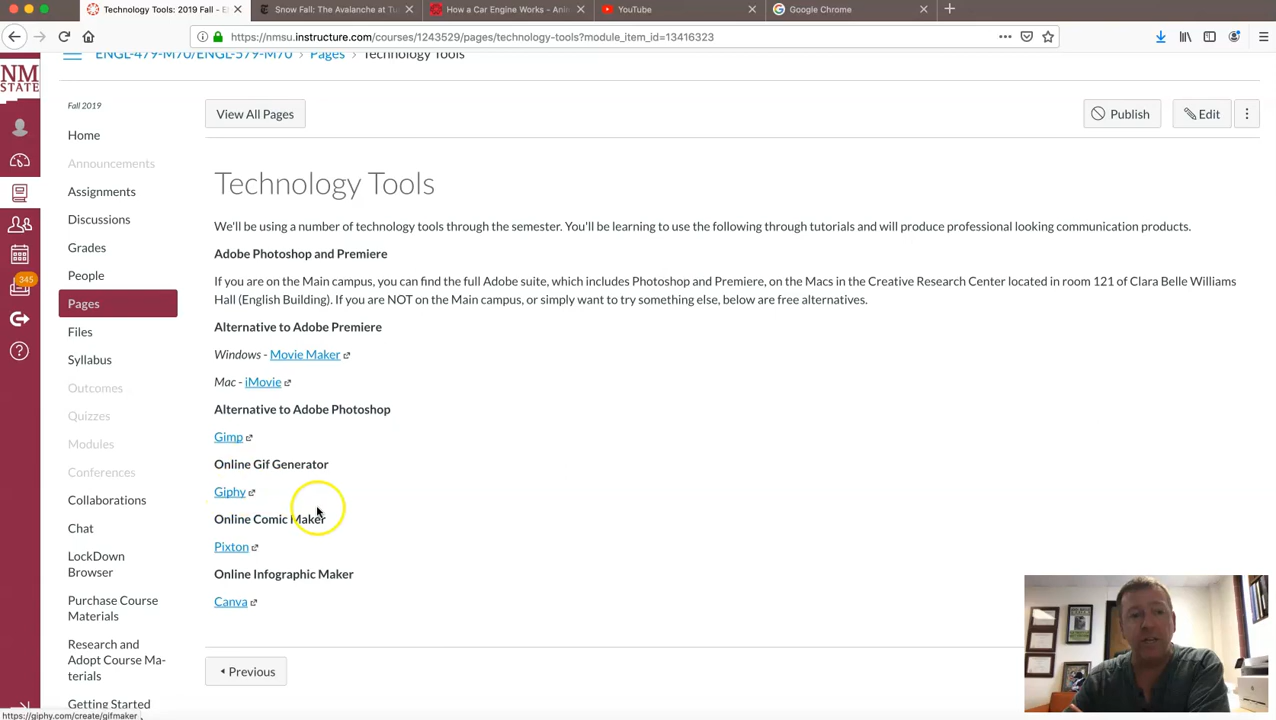 Technology Tools: 2019 Fall - E
Snow Fall: The Avalanche at Tu
How a Car Engine Works - Ani
YouTube
Google Chrome
https://nmsu.instructure.com/courses/1243529/pages/technology-tools?module_item_id=13416323
ENGL-479-M70/ENGL-579-M70 › Pages › Technology Tools
NM
STATE
Fall 2019
View All Pages
Publish
Edit
Home
Announcements
Assignments
Discussions
Grades
People
Pages
Files
Syllabus
Outcomes
Quizzes
Modules
Conferences
Collaborations
Chat
LockDown
Browser
Purchase Course
Materials
Research and
Adopt Course Ma-
terials
Getting Started
345
Technology Tools
We'll be using a number of technology tools through the semester. You'll be learning to use the following through tutorials and will produce professional looking communication products.
Adobe Photoshop and Premiere
If you are on the Main campus, you can find the full Adobe suite, which includes Photoshop and Premiere, on the Macs in the Creative Research Center located in room 121 of Clara Belle Williams
Hall (English Building). If you are NOT on the Main campus, or simply want to try something else, below are free alternatives.
Alternative to Adobe Premiere
Windows - Movie Maker
Mac - iMovie
Alternative to Adobe Photoshop
Gimp
Online Gif Generator
Giphy
Online Comic Maker
Pixton
Online Infographic Maker
Canva
Previous
https://giphy.com/create/gifmaker